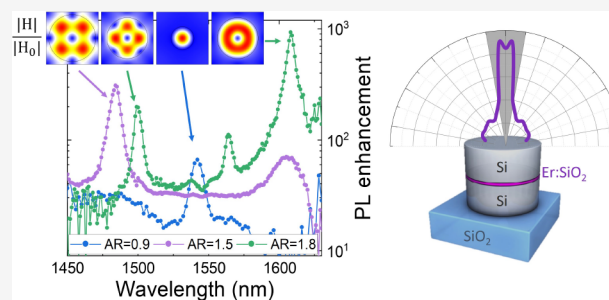 |H|
|H₀|
10³
10²
10¹
PL enhancement
AR=0.9 AR=1.5 AR=1.8
1450 1500 1550 1600
Wavelength (nm)
Si
Er:SiO₂
Si
SiO₂